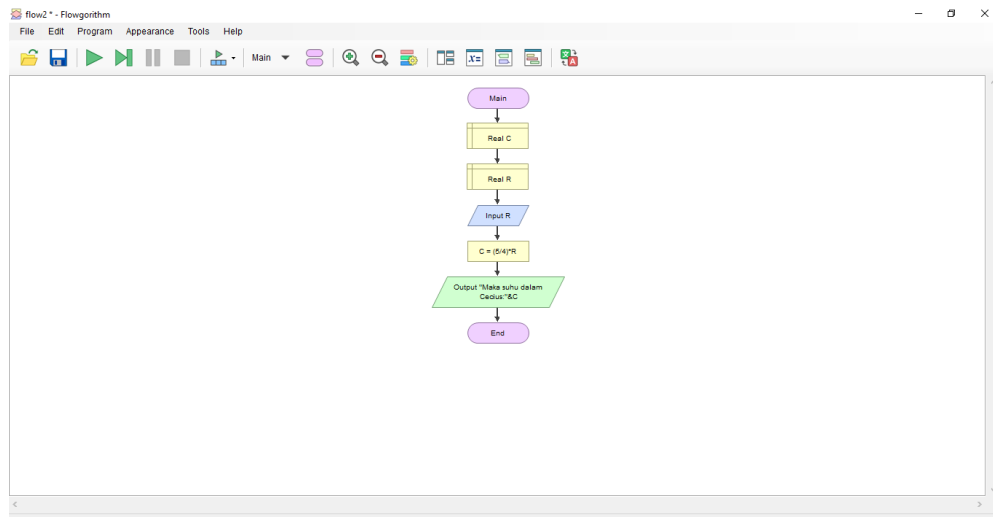 flow2 * - Flowgorithm
File Edit Program Appearance Tools Help
Main
X=
Main
Real C
Real R
Input R
C = (5/4)*R
Output "Maka suhu dalam
Cecius:"&C
End